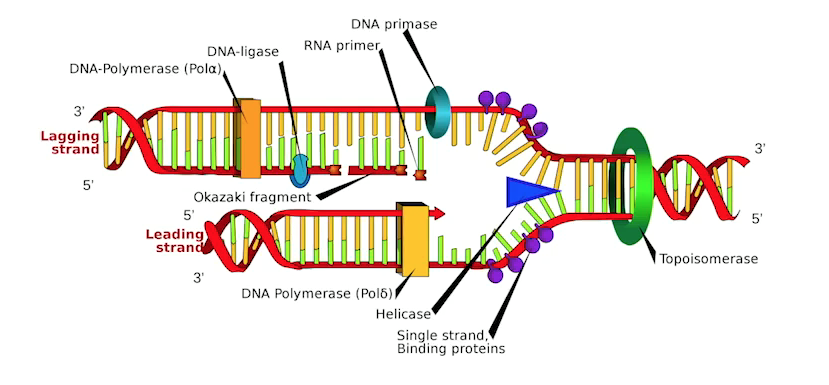 DNA primase
RNA primer
DNA-ligase
DNA-Polymerase (Polα)
3’
Lagging
strand
5’
Okazaki fragment
3’
5’
5’
Leading
strand
3’
Topoisomerase
DNA Polymerase (Polδ)
Helicase
Single strand,
Binding proteins